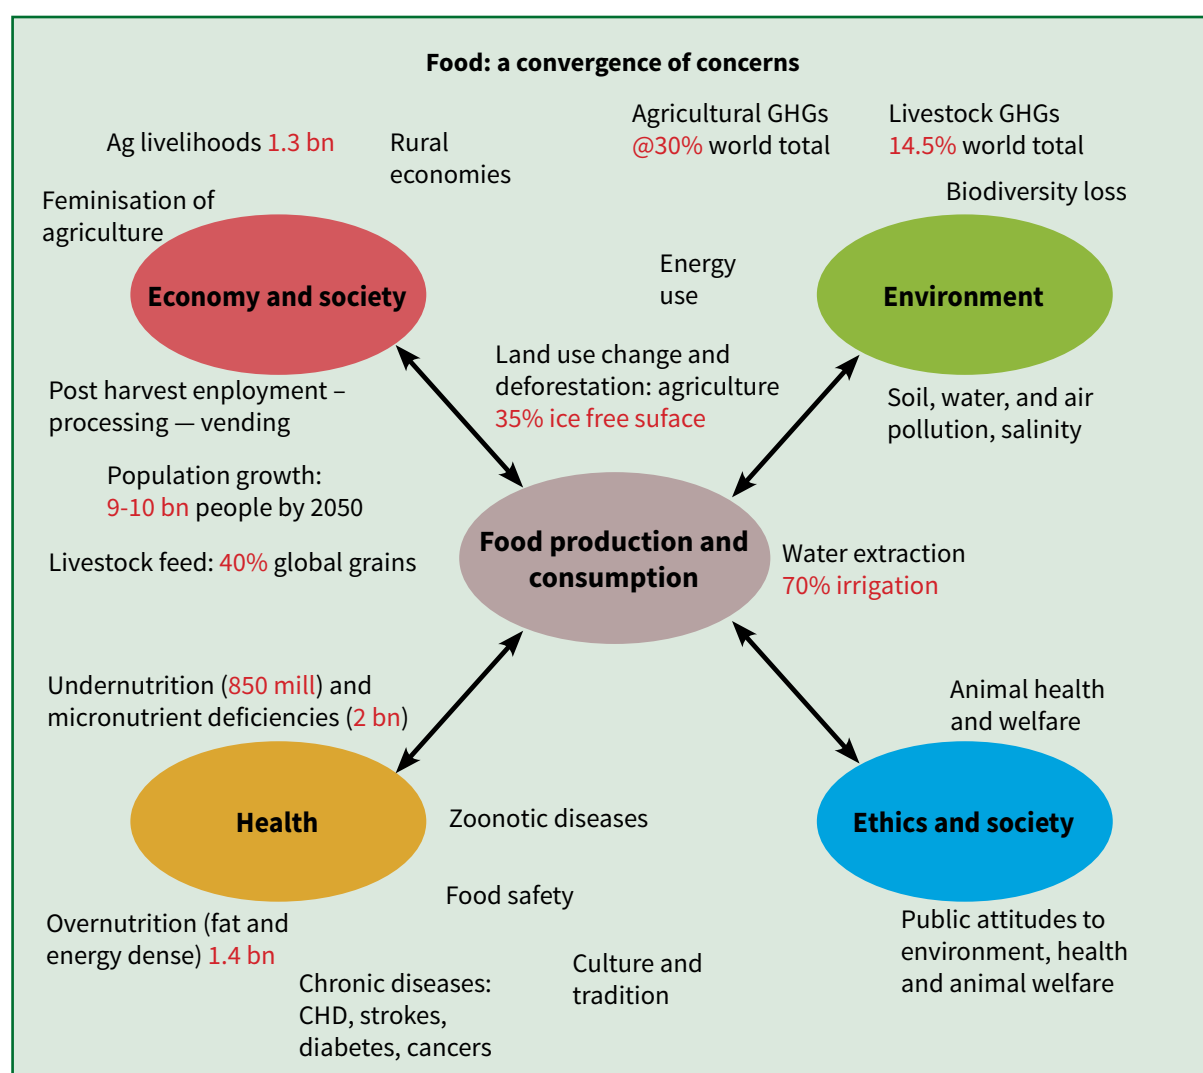 Food: a convergence of concerns
Ag livelihoods 1.3 bn
Rural
economies
Agricultural GHGs
@30% world total
Livestock GHGs
14.5% world total
Feminisation of
agriculture
Biodiversity loss
Economy and society
Energy
use
Environment
Land use change and
deforestation: agriculture
35% ice free suface
Post harvest enployment –
processing — vending
Soil, water, and air
pollution, salinity
Population growth:
9-10 bn people by 2050
Livestock feed: 40% global grains
Food production and
consumption
Water extraction
70% irrigation
Undernutrition (850 mill) and
micronutrient deficiencies (2 bn)
Animal health
and welfare
Health
Zoonotic diseases
Ethics and society
Food safety
Overnutrition (fat and
energy dense) 1.4 bn
Chronic diseases:
CHD, strokes,
diabetes, cancers
Culture and
tradition
Public attitudes to
environment, health
and animal welfare